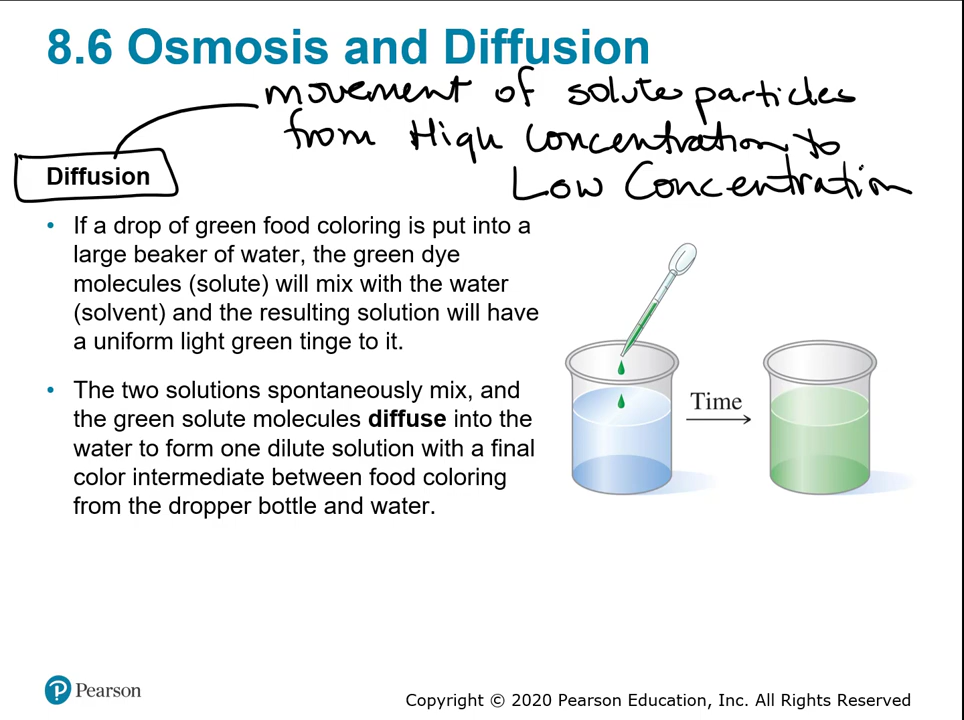 8.6 Osmosis and Diffusion
movement of solute particles
from High Concentration to
Low Concentration
Diffusion
• If a drop of green food coloring is put into a
large beaker of water, the green dye
molecules (solute) will mix with the water
(solvent) and the resulting solution will have
a uniform light green tinge to it.
• The two solutions spontaneously mix, and
the green solute molecules diffuse into the
water to form one dilute solution with a final
color intermediate between food coloring
from the dropper bottle and water.
Time
P Pearson
Copyright © 2020 Pearson Education, Inc. All Rights Reserved